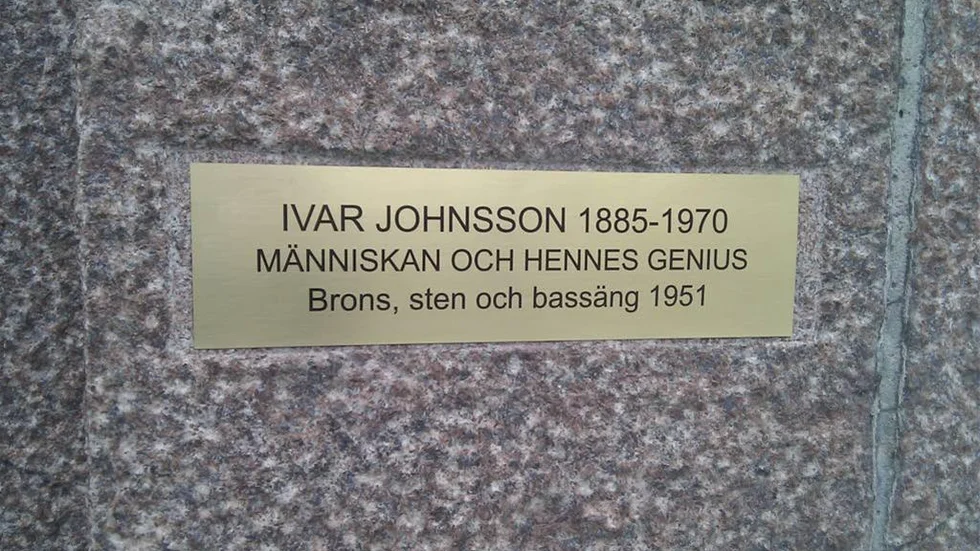 IVAR JOHNSSON 1885-1970
MÄNNISKAN OCH HENNES GENIUS
Brons, sten och bassäng 1951